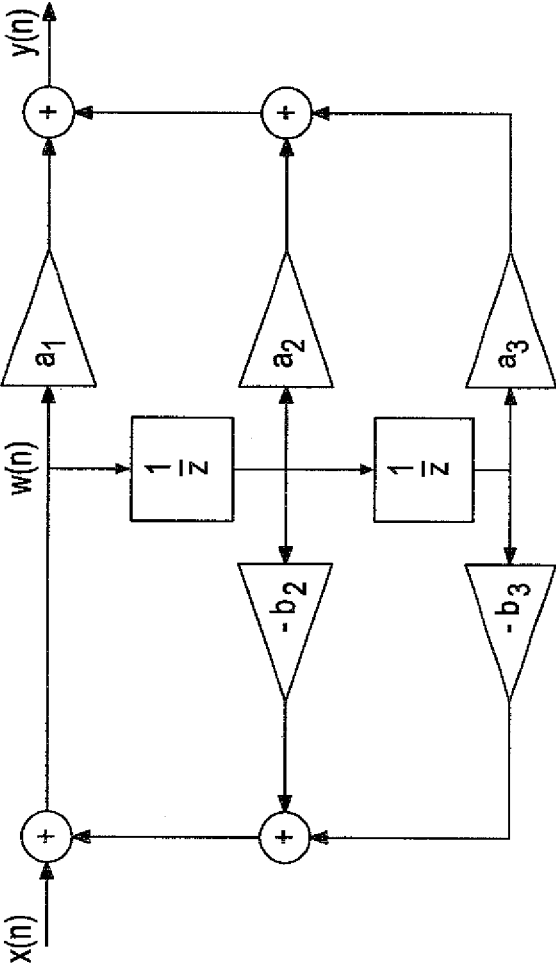 x(n)
w(n)
y(n)
+
+
a₁
1
z
+
+
- b₂
a₂
1
z
- b₃
a₃